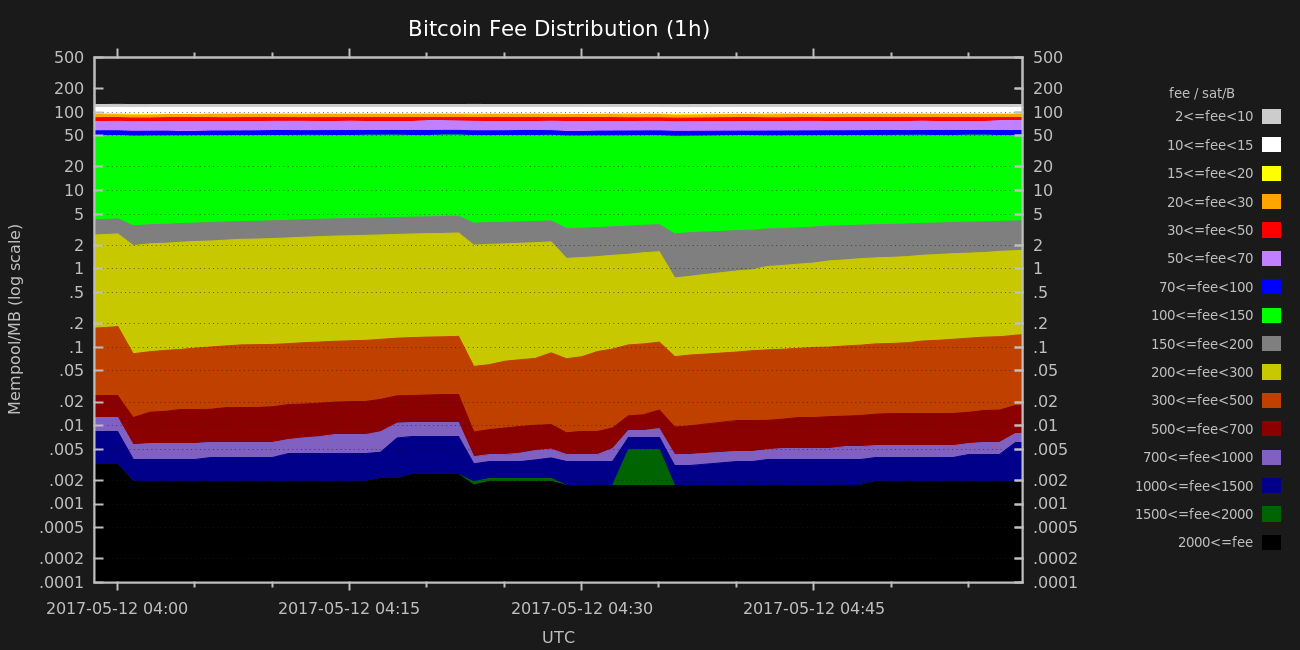 Bitcoin Fee Distribution (1h)
500
200
100
50
20
10
5
2
1
.5
.2
.1
.05
.02
.01
.005
.002
.001
.0005
.0002
.0001
Mempool/MB (log scale)
500
200
100
50
20
10
5
2
1
.5
.2
.1
.05
.02
.01
.005
.002
.001
.0005
.0002
.0001
2017-05-12 04:00 2017-05-12 04:15 2017-05-12 04:30 2017-05-12 04:45
UTC
fee / sat/B
2<=fee<10
10<=fee<15
15<=fee<20
20<=fee<30
30<=fee<50
50<=fee<70
70<=fee<100
100<=fee<150
150<=fee<200
200<=fee<300
300<=fee<500
500<=fee<700
700<=fee<1000
1000<=fee<1500
1500<=fee<2000
2000<=fee